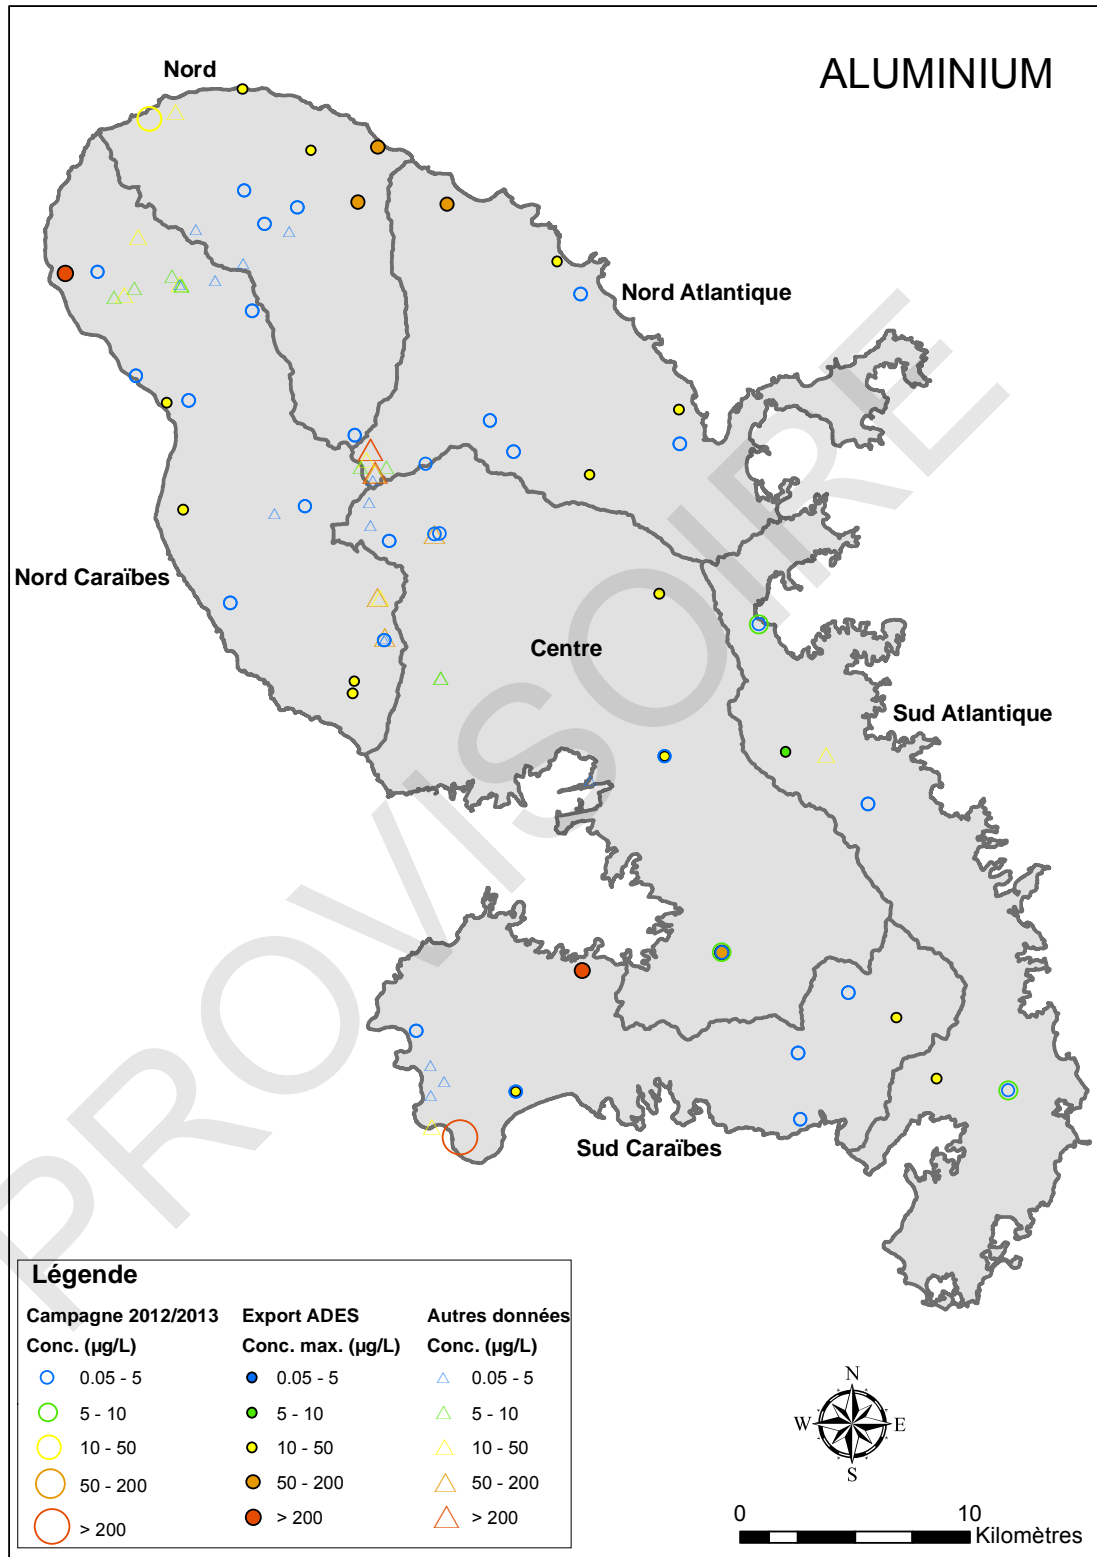 ALUMINIUM
Nord
Nord Atlantique
Nord Caraïbes
Centre
Sud Atlantique
Sud Caraïbes
PROVISOIRE
Légende
Campagne 2012/2013
Conc. (µg/L)
0.05 - 5
5 - 10
10 - 50
50 - 200
> 200
Export ADES
Conc. max. (µg/L)
0.05 - 5
5 - 10
10 - 50
50 - 200
> 200
Autres données
Conc. (µg/L)
0.05 - 5
5 - 10
10 - 50
50 - 200
> 200
N
W E
S
0 10
Kilomètres